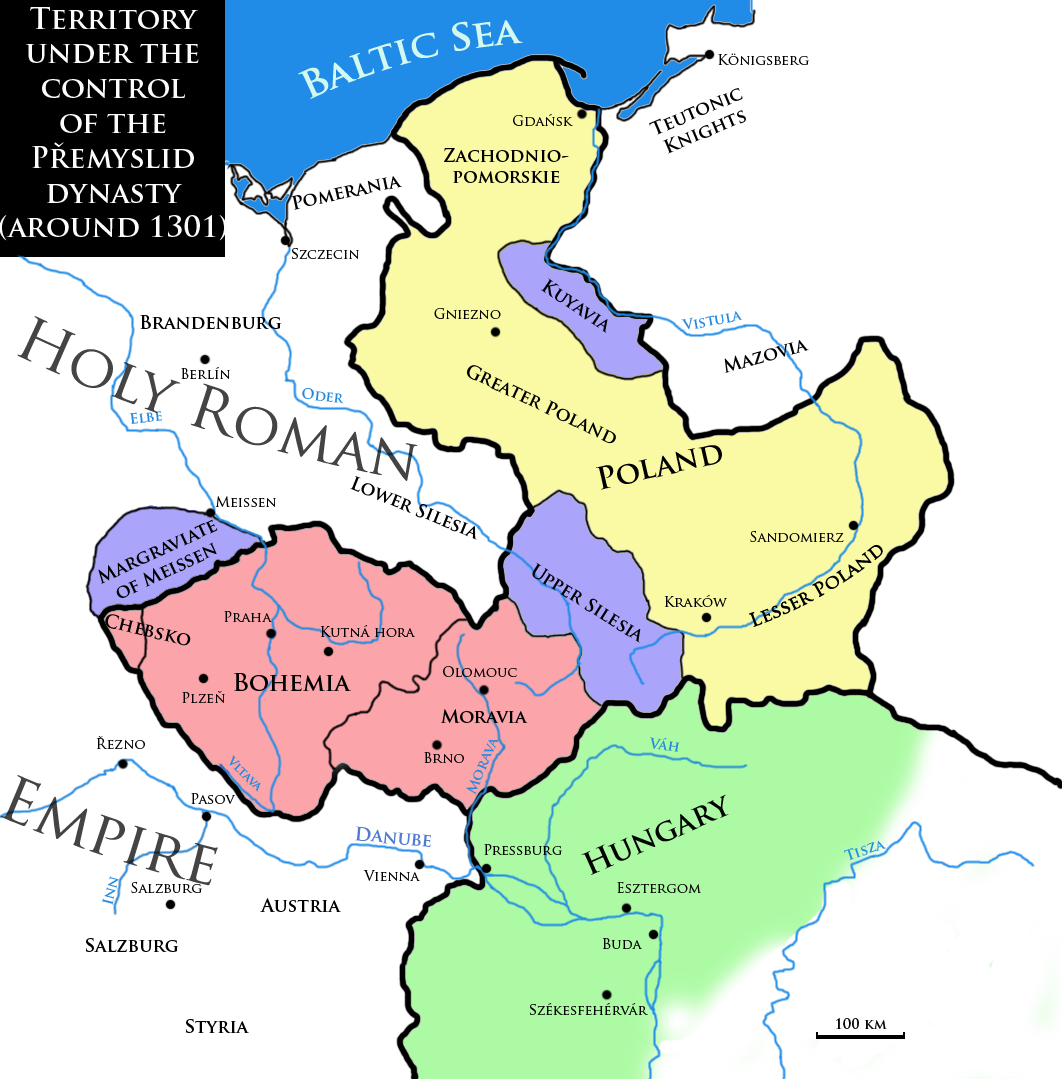 Territory
under the
control
of the
Přemyslid
dynasty
(around 1301)
Baltic Sea
Königsberg
Teutonic
Knights
Gdańsk
Zachodnio-
pomorskie
Pomerania
Szczecin
Kuyavia
Gniezno
Vistula
Mazovia
Brandenburg
Berlín
Holy Roman
Elbe
Oder
Greater Poland
Poland
Lower Silesia
Meissen
Margraviate
of Meissen
Sandomierz
Lesser Poland
Upper Silesia
Kraków
Chebsko
Praha
Kutná hora
Plzeň
Bohemia
Olomouc
Moravia
Brno
Morava
Vltava
Řezno
Pasov
Empire
Váh
Hungary
Danube
Vienna
Pressburg
Tisza
Inn
Salzburg
Austria
Esztergom
Buda
Salzburg
Székesfehérvár
Styria
100 km